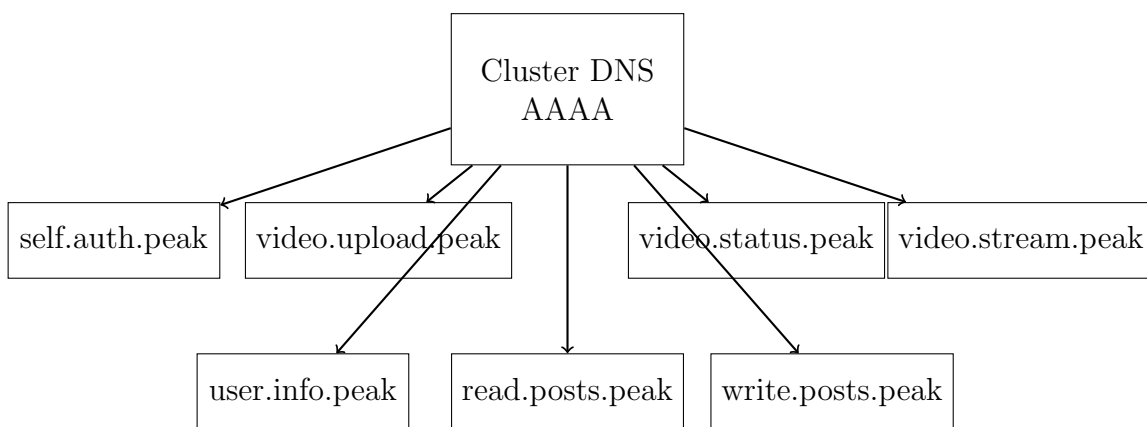 Cluster DNS
AAAA
self.auth.peak
video.upload.peak
video.status.peak
video.stream.peak
user.info.peak
read.posts.peak
write.posts.peak